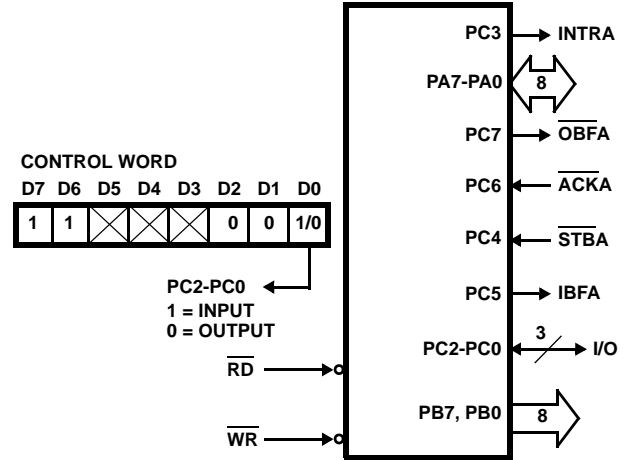 PC3 INTRA
PA7-PA0 8
PC7 OBFA
CONTROL WORD
D7 D6 D5 D4 D3 D2 D1 D0
1 1 0 0 1/0
PC6 ACKA
PC4 STBA
PC2-PC0
1 = INPUT
0 = OUTPUT
PC5 IBFA
PC2-PC0 3 I/O
RD
PB7, PB0 8
WR